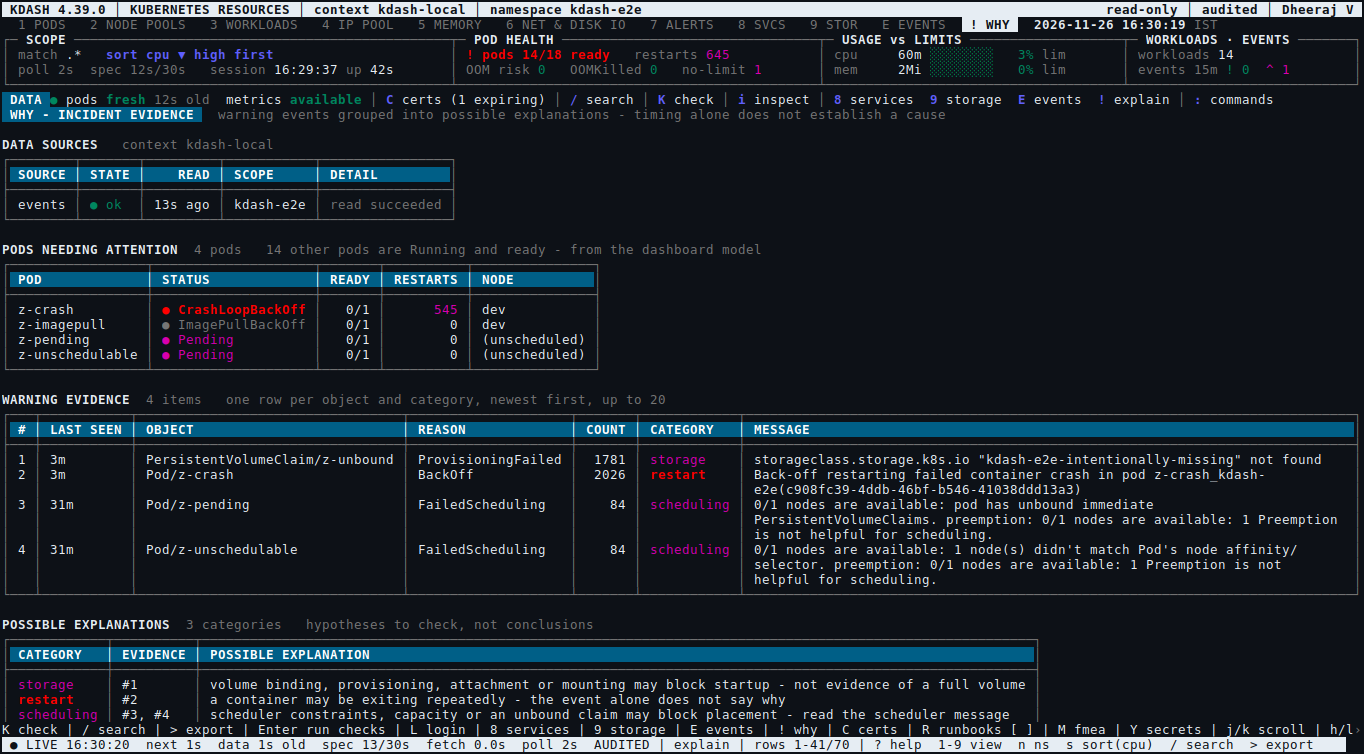 KDASH 4.39.0 │ KUBERNETES RESOURCES │ context kdash-local │ namespace kdash-e2e read-only │ audited │ Dheeraj V
1 PODS 2 NODE POOLS 3 WORKLOADS 4 IP POOL 5 MEMORY 6 NET & DISK IO 7 ALERTS 8 SVCS 9 STOR E EVENTS ! WHY 2026-11-26 16:30:19 IST
SCOPE POD HEALTH USAGE vs LIMITS WORKLOADS · EVENTS
match .* sort cpu ▼ high first ! pods 14/18 ready restarts 645 cpu 60m 3% lim workloads 14
poll 2s spec 12s/30s session 16:29:37 up 42s OOM risk 0 OOMKilled 0 no-limit 1 mem 2Mi 0% lim events 15m ! 0 ^ 1
DATA ● pods fresh 12s old metrics available │ C certs (1 expiring) │ / search │ K check │ i inspect │ 8 services 9 storage E events ! explain │ : commands
WHY - INCIDENT EVIDENCE warning events grouped into possible explanations - timing alone does not establish a cause
DATA SOURCES context kdash-local
SOURCE │ STATE │ READ │ SCOPE │ DETAIL
events │ ● ok │ 13s ago │ kdash-e2e │ read succeeded
PODS NEEDING ATTENTION 4 pods 14 other pods are Running and ready - from the dashboard model
POD │ STATUS │ READY │ RESTARTS │ NODE
z-crash │ ● CrashLoopBackOff │ 0/1 │ 545 │ dev
z-imagepull │ ● ImagePullBackOff │ 0/1 │ 0 │ dev
z-pending │ ● Pending │ 0/1 │ 0 │ (unscheduled)
z-unschedulable │ ● Pending │ 0/1 │ 0 │ (unscheduled)
WARNING EVIDENCE 4 items one row per object and category, newest first, up to 20
# │ LAST SEEN │ OBJECT │ REASON │ COUNT │ CATEGORY │ MESSAGE
1 │ 3m │ PersistentVolumeClaim/z-unbound │ ProvisioningFailed │ 1781 │ storage │ storageclass.storage.k8s.io "kdash-e2e-intentionally-missing" not found
2 │ 3m │ Pod/z-crash │ BackOff │ 2026 │ restart │ Back-off restarting failed container crash in pod z-crash_kdash-
e2e(c908fc39-4ddb-46bf-b546-41038ddd13a3)
3 │ 31m │ Pod/z-pending │ FailedScheduling │ 84 │ scheduling │ 0/1 nodes are available: pod has unbound immediate
PersistentVolumeClaims. preemption: 0/1 nodes are available: 1 Preemption
is not helpful for scheduling.
4 │ 31m │ Pod/z-unschedulable │ FailedScheduling │ 84 │ scheduling │ 0/1 nodes are available: 1 node(s) didn't match Pod's node affinity/
selector. preemption: 0/1 nodes are available: 1 Preemption is not
helpful for scheduling.
POSSIBLE EXPLANATIONS 3 categories hypotheses to check, not conclusions
CATEGORY │ EVIDENCE │ POSSIBLE EXPLANATION
storage │ #1 │ volume binding, provisioning, attachment or mounting may block startup - not evidence of a full volume
restart │ #2 │ a container may be exiting repeatedly - the event alone does not say why
scheduling │ #3, #4 │ scheduler constraints, capacity or an unbound claim may block placement - read the scheduler message
K check | / search | > export | Enter run checks | L login | 8 services | 9 storage | E events | ! why | C certs | R runbooks [ ] | M fmea | Y secrets | j/k scroll | h/l›
● LIVE 16:30:20 next 1s data 1s old spec 13/30s fetch 0.0s poll 2s AUDITED | explain | rows 1-41/70 | ? help 1-9 view n ns s sort(cpu) / search > export